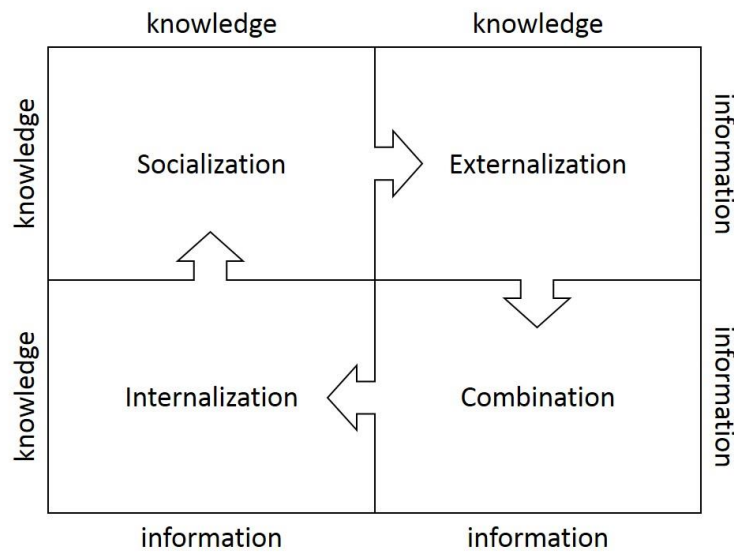 knowledge
knowledge
knowledge
Socialization
Externalization
information
knowledge
Internalization
Combination
information
information
information